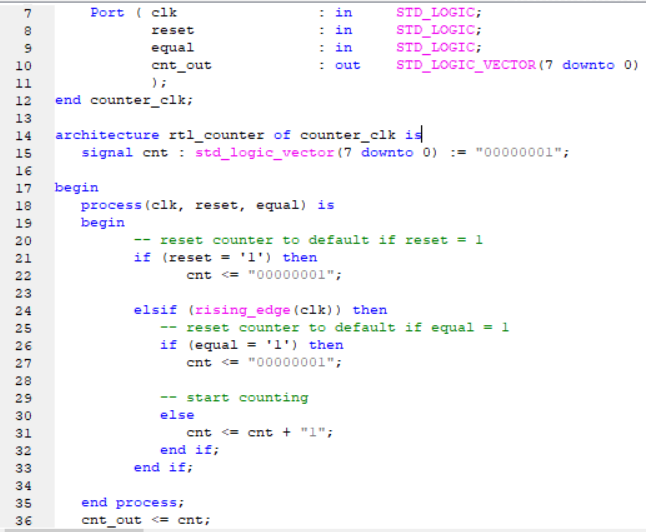 7 Port ( clk : in STD_LOGIC;
8 reset : in STD_LOGIC;
9 equal : in STD_LOGIC;
10 cnt_out : out STD_LOGIC_VECTOR(7 downto 0)
11 );
12 end counter_clk;
13
14 architecture rtl_counter of counter_clk is
15 signal cnt : std_logic_vector(7 downto 0) := "00000001";
16
17 begin
18 process(clk, reset, equal) is
19 begin
20 -- reset counter to default if reset = 1
21 if (reset = '1') then
22 cnt <= "00000001";
23
24 elsif (rising_edge(clk)) then
25 -- reset counter to default if equal = 1
26 if (equal = '1') then
27 cnt <= "00000001";
28
29 -- start counting
30 else
31 cnt <= cnt + "1";
32 end if;
33 end if;
34
35 end process;
36 cnt_out <= cnt;